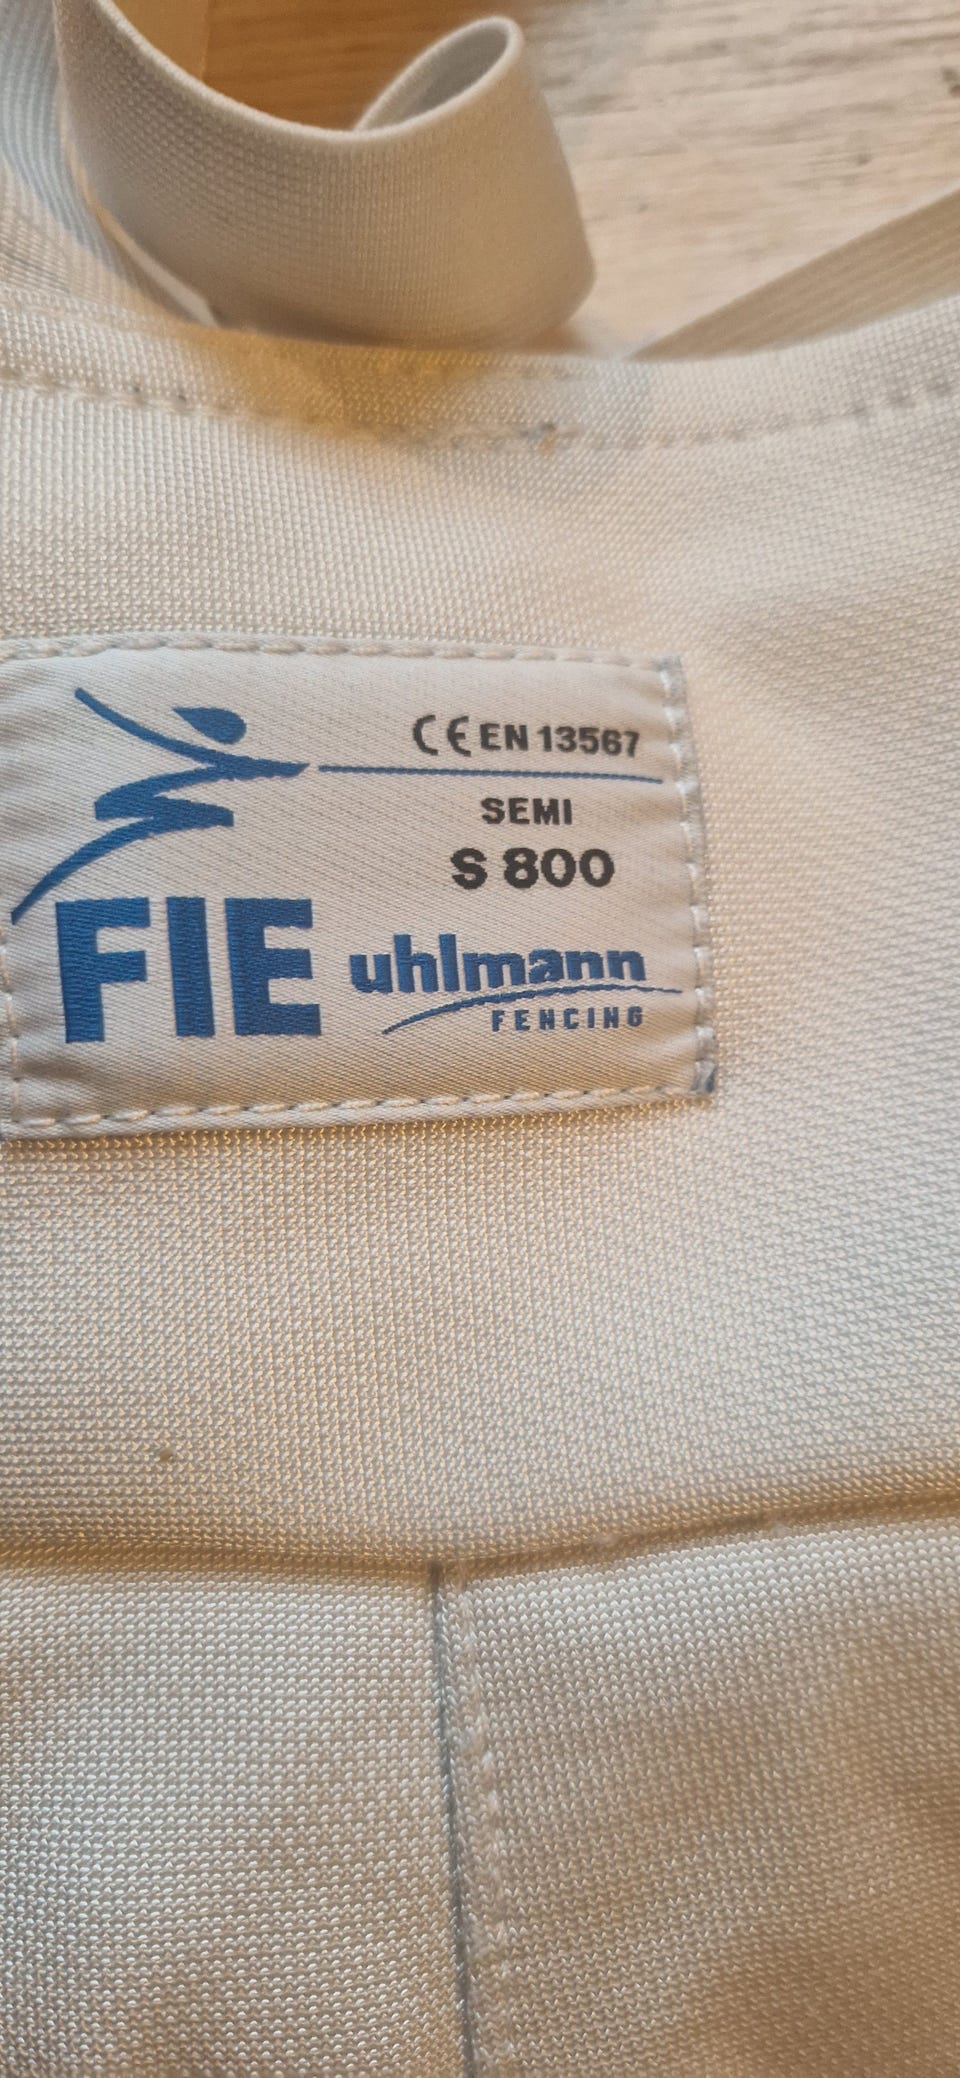 CE EN 13567
SEMI
S 800
FIE
uhlmann
FENCING